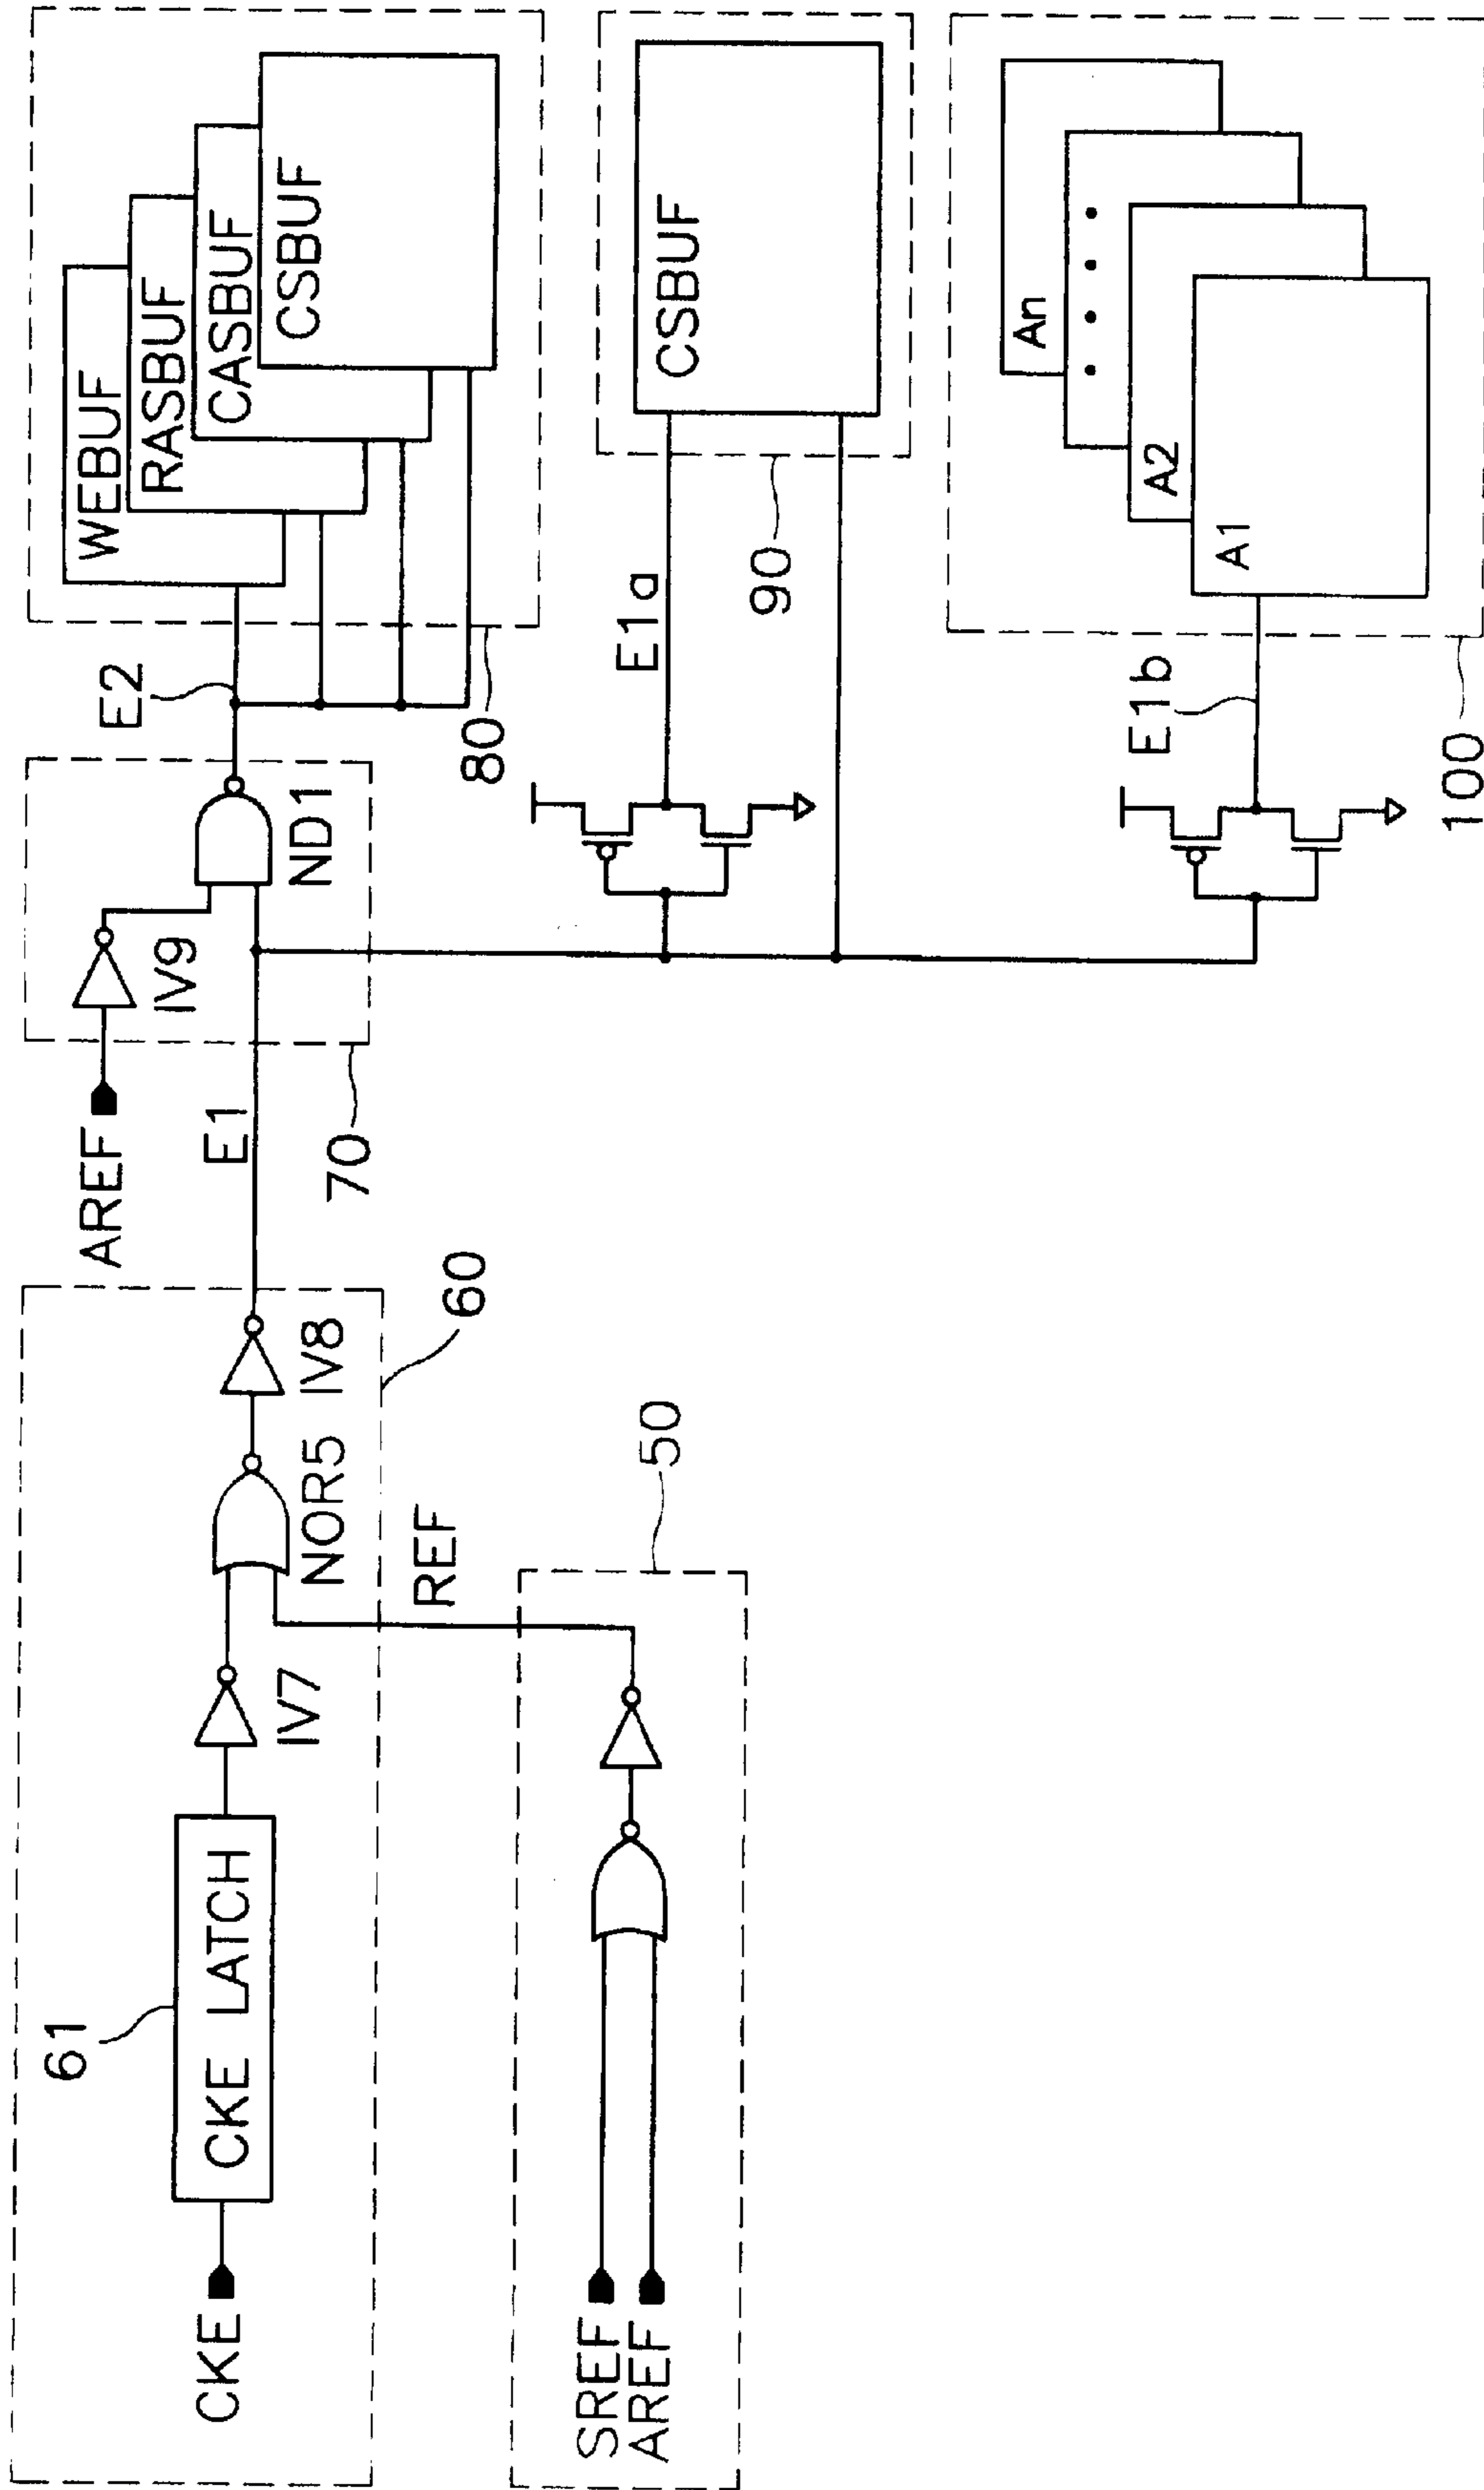 61
CKE
CKE LATCH
IV7
NOR5
IV8
60
SREF
AREF
REF
50
AREF
IV9
E1
ND1
70
E2
WEBUF
RASBUF
CASBUF
CSBUF
80
E1a
CSBUF
90
E1b
A1
A2
An
100